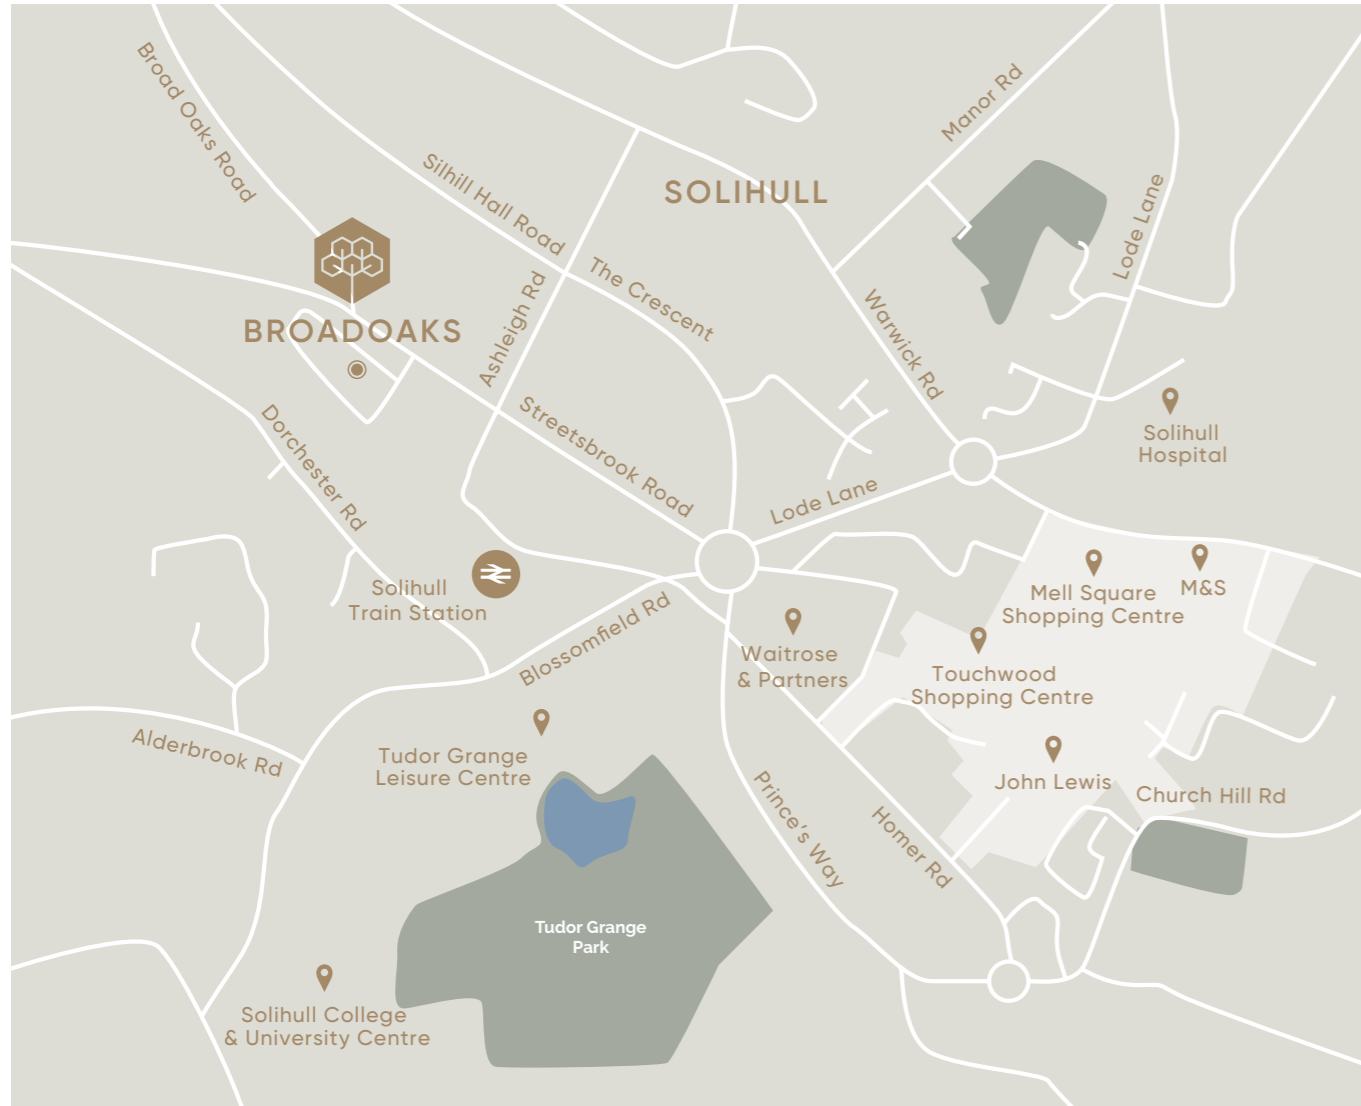 Broad Oaks Road
Manor Rd
Silhill Hall Road
SOLIHULL
Lode Lane
The Crescent
BROADOAKS
Ashleigh Rd
Warwick Rd
Streetsbrook Road
Dorchester Rd
Solihull
Hospital
Lode Lane
Solihull
Train Station
Mell Square
Shopping Centre
M&S
Blossomfield Rd
Waitrose
& Partners
Touchwood
Shopping Centre
Alderbrook Rd
Tudor Grange
Leisure Centre
John Lewis
Church Hill Rd
Prince's Way
Homer Rd
Tudor Grange
Park
Solihull College
& University Centre